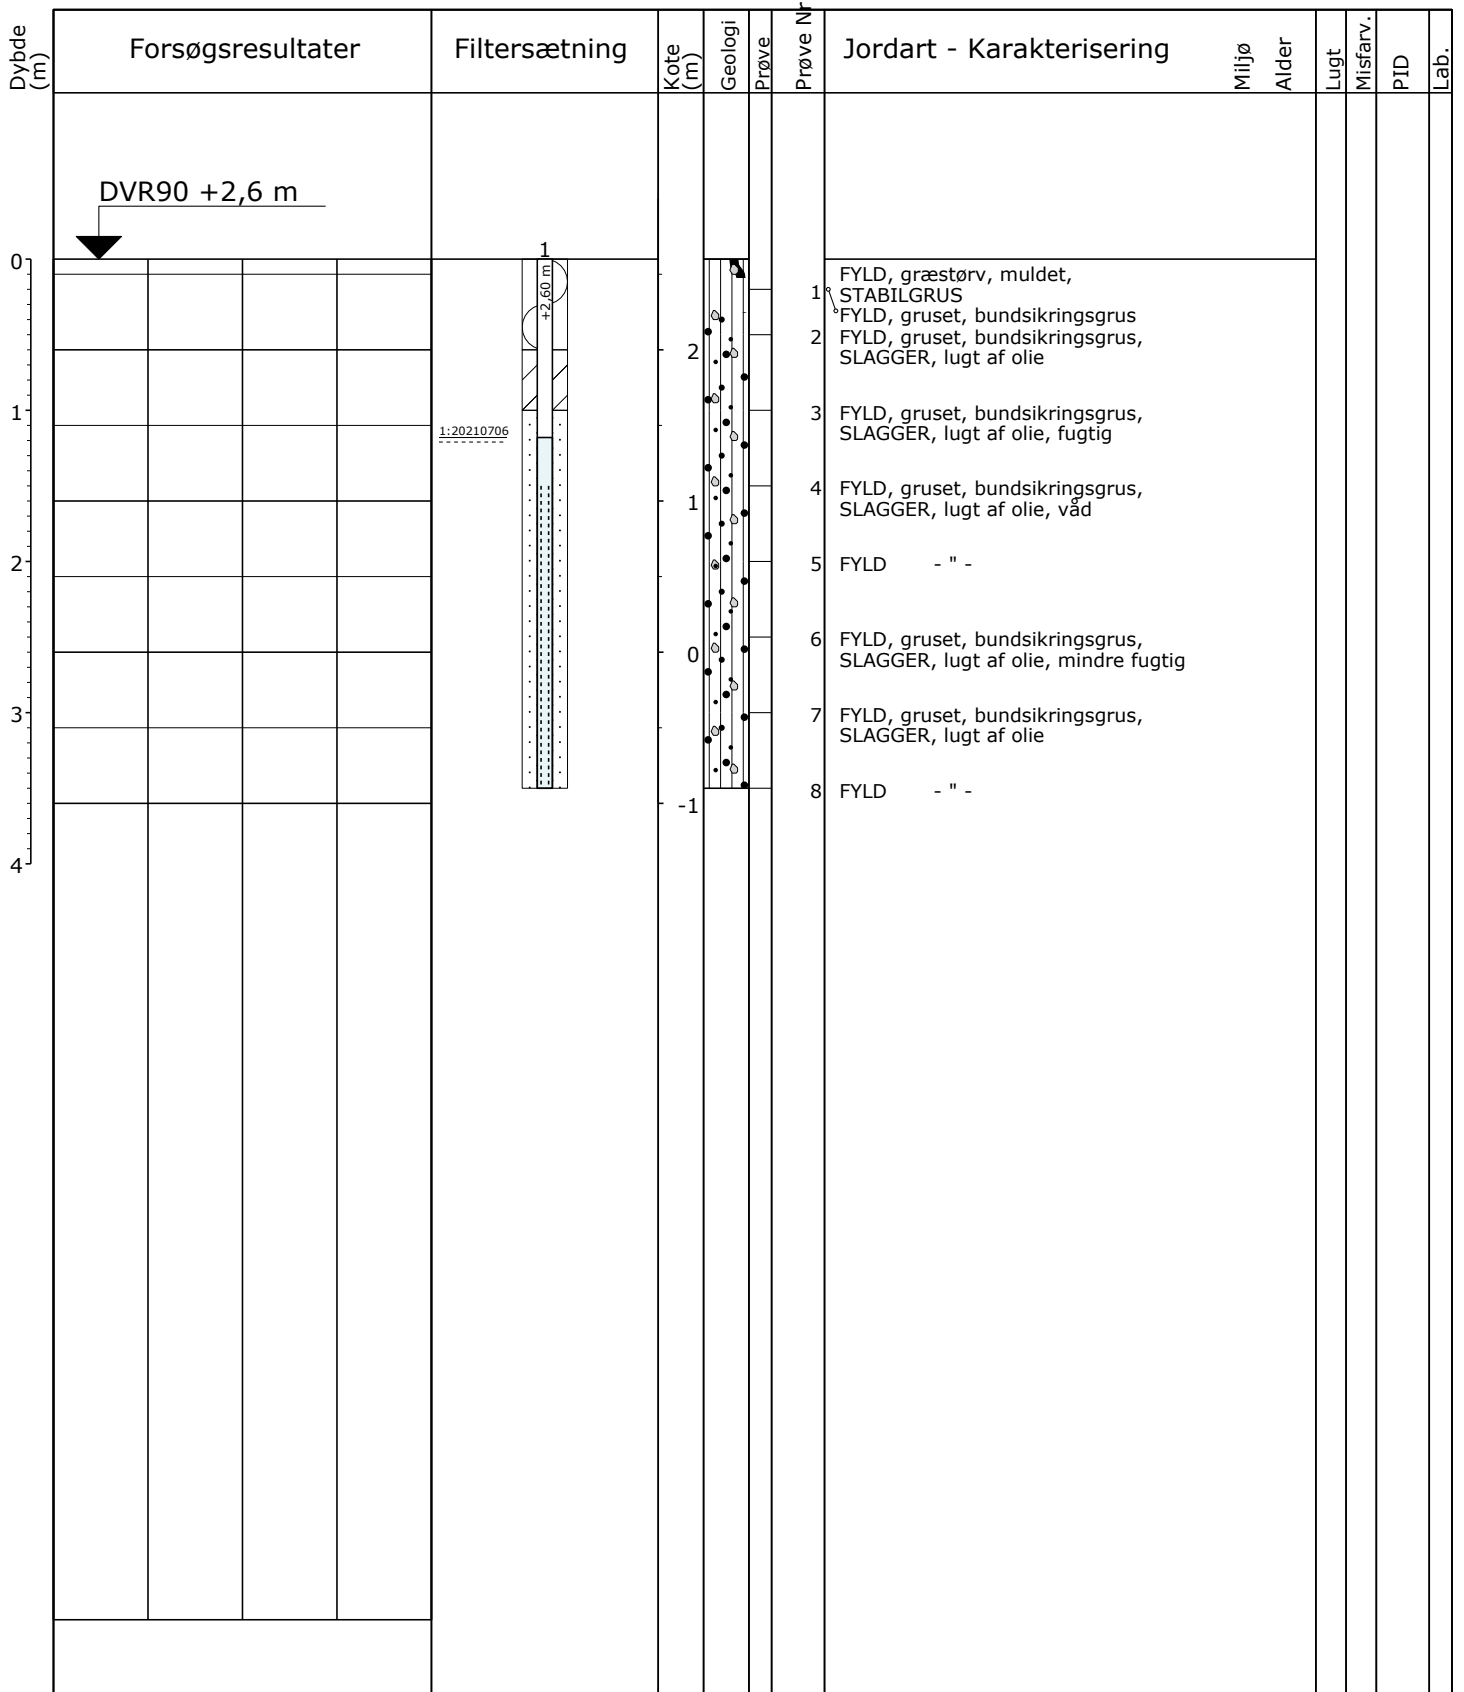 Dybde
(m)
Forsøgsresultater
Filtersætning
Kote
(m)
Geologi
Prøve
Prøve Nr
Jordart - Karakterisering
Miljø
Alder
Lugt
Misfarv.
PID
Lab.
DVR90 +2,6 m
0
1
2
3
4
1
+2,60 m
1:20210706
2
1
0
-1
1 FYLD, græstørv, muldet,
STABILGRUS
FYLD, gruset, bundsikringsgrus
2 FYLD, gruset, bundsikringsgrus,
SLAGGER, lugt af olie
3 FYLD, gruset, bundsikringsgrus,
SLAGGER, lugt af olie, fugtig
4 FYLD, gruset, bundsikringsgrus,
SLAGGER, lugt af olie, våd
5 FYLD - " -
6 FYLD, gruset, bundsikringsgrus,
SLAGGER, lugt af olie, mindre fugtig
7 FYLD, gruset, bundsikringsgrus,
SLAGGER, lugt af olie
8 FYLD - " -